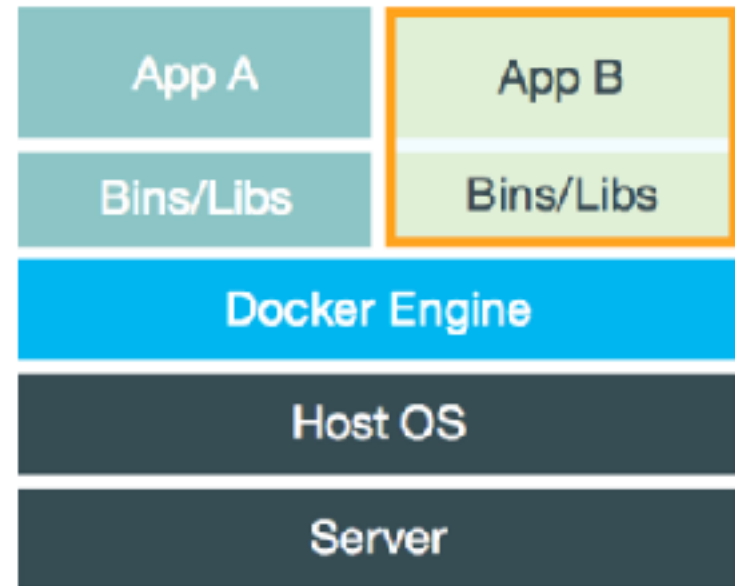 App A
App B
Bins/Libs
Bins/Libs
Docker Engine
Host OS
Server